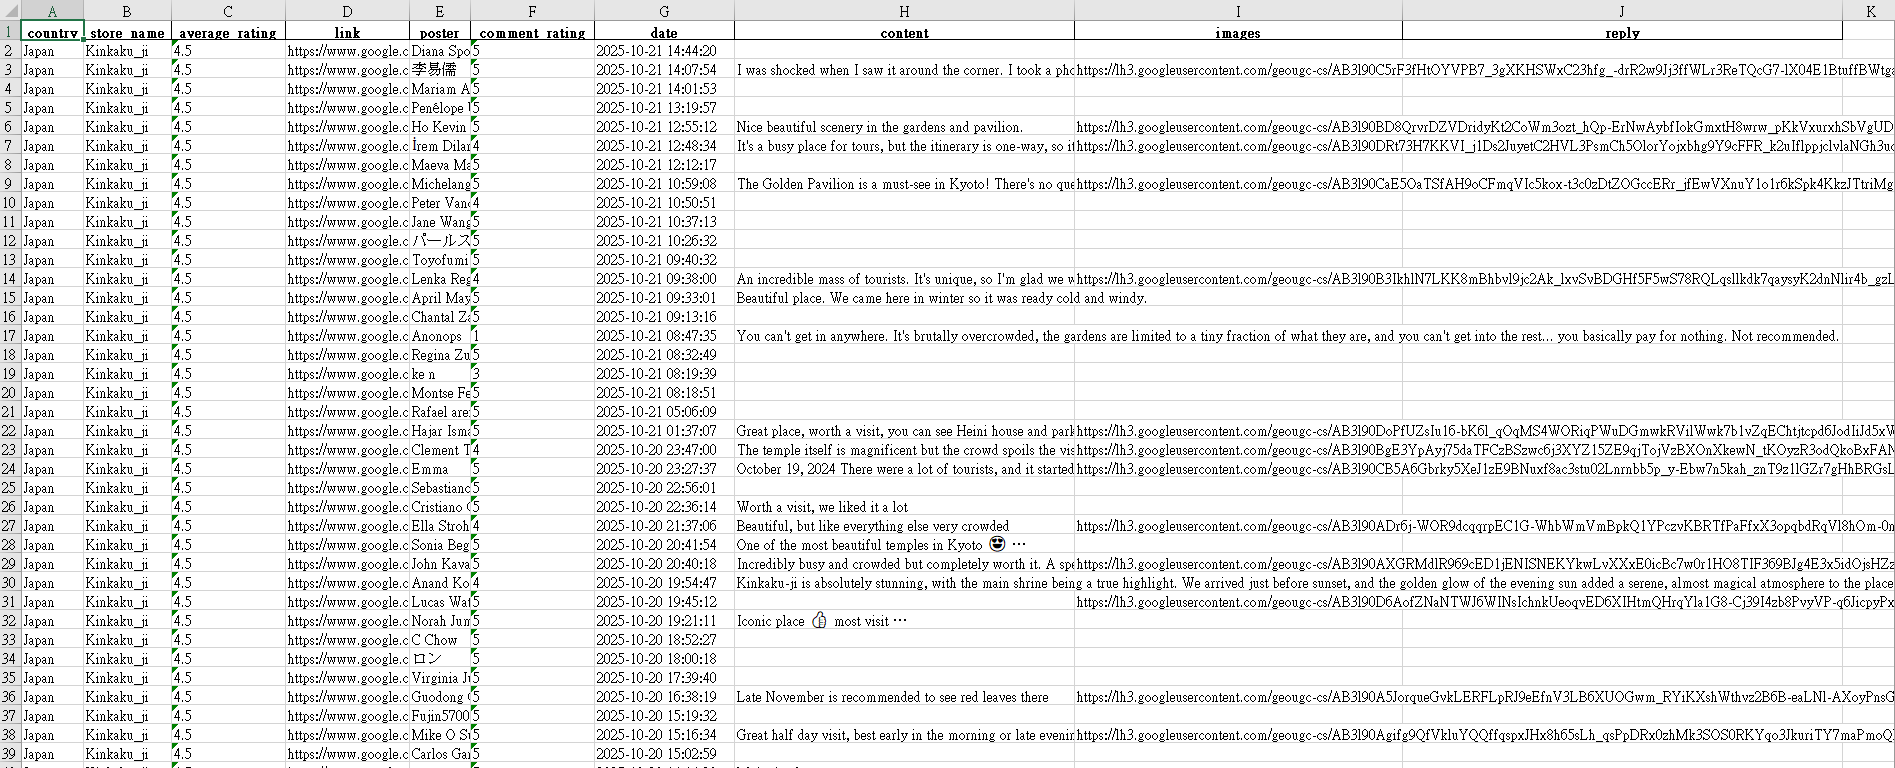 A B C D E F G H I J K
1 country store_name average_rating link poster comment_rating date content images reply
2 Japan Kinkaku_ji 4.5 https://www.google.c Diana Spo 5 2025-10-21 14:44:20
3 Japan Kinkaku_ji 4.5 https://www.google.c 李易儒 5 2025-10-21 14:07:54 I was shocked when I saw it around the corner. I took a pho https://lh3.googleusercontent.com/geougc-cs/
4 Japan Kinkaku_ji 4.5 https://www.google.c Mariam A 5 2025-10-21 14:01:53
5 Japan Kinkaku_ji 4.5 https://www.google.c Penélope 5 2025-10-21 13:19:57
6 Japan Kinkaku_ji 4.5 https://www.google.c Ho Kevin 5 2025-10-21 12:55:12 Nice beautiful scenery in the gardens and pavilion. https://lh3.googleusercontent.com/geougc-cs/
7 Japan Kinkaku_ji 4.5 https://www.google.c İrem Dilar 4 2025-10-21 12:48:34 It's a busy place for tours, but the itinerary is one-way, so if https://lh3.googleusercontent.com/geougc-cs/
8 Japan Kinkaku_ji 4.5 https://www.google.c Maeva Ma 5 2025-10-21 12:12:17
9 Japan Kinkaku_ji 4.5 https://www.google.c Michelang 5 2025-10-21 10:59:08 The Golden Pavilion is a must-see in Kyoto! There's no que https://lh3.googleusercontent.com/geougc-cs/
10 Japan Kinkaku_ji 4.5 https://www.google.c Peter Vanc 4 2025-10-21 10:50:51
11 Japan Kinkaku_ji 4.5 https://www.google.c Jane Wang 5 2025-10-21 10:37:13
12 Japan Kinkaku_ji 4.5 https://www.google.c パールス 5 2025-10-21 10:26:32
13 Japan Kinkaku_ji 4.5 https://www.google.c Toyofumi 5 2025-10-21 09:40:32
14 Japan Kinkaku_ji 4.5 https://www.google.c Lenka Reg 4 2025-10-21 09:38:00 An incredible mass of tourists. It's unique, so I'm glad we w https://lh3.googleusercontent.com/geougc-cs/
15 Japan Kinkaku_ji 4.5 https://www.google.c April May 5 2025-10-21 09:33:01 Beautiful place. We came here in winter so it was ready cold and windy.
16 Japan Kinkaku_ji 4.5 https://www.google.c Chantal Za 5 2025-10-21 09:13:16
17 Japan Kinkaku_ji 4.5 https://www.google.c Anonops 1 2025-10-21 08:47:35 You can't get in anywhere. It's brutally overcrowded, the gardens are limited to a tiny fraction of what they are, and you can't get into the rest... you basically pay for nothing. Not recommended.
18 Japan Kinkaku_ji 4.5 https://www.google.c Regina Zu 5 2025-10-21 08:32:49
19 Japan Kinkaku_ji 4.5 https://www.google.c ke n 3 2025-10-21 08:19:39
20 Japan Kinkaku_ji 4.5 https://www.google.c Montse Fe 5 2025-10-21 08:18:51
21 Japan Kinkaku_ji 4.5 https://www.google.c Rafael are 5 2025-10-21 05:06:09
22 Japan Kinkaku_ji 4.5 https://www.google.c Hajar Isma 5 2025-10-21 01:37:07 Great place, worth a visit, you can see Heini house and park https://lh3.googleusercontent.com/geougc-cs/
23 Japan Kinkaku_ji 4.5 https://www.google.c Clement T 4 2025-10-20 23:47:00 The temple itself is magnificent but the crowd spoils the vis https://lh3.googleusercontent.com/geougc-cs/
24 Japan Kinkaku_ji 4.5 https://www.google.c Emma 5 2025-10-20 23:27:37 October 19, 2024 There were a lot of tourists, and it started https://lh3.googleusercontent.com/geougc-cs/
25 Japan Kinkaku_ji 4.5 https://www.google.c Sebastiano 5 2025-10-20 22:56:01
26 Japan Kinkaku_ji 4.5 https://www.google.c Cristiano 5 2025-10-20 22:36:14 Worth a visit, we liked it a lot
27 Japan Kinkaku_ji 4.5 https://www.google.c Ella Stroh 4 2025-10-20 21:37:06 Beautiful, but like everything else very crowded https://lh3.googleusercontent.com/geougc-cs/
28 Japan Kinkaku_ji 4.5 https://www.google.c Sonia Beg 5 2025-10-20 20:41:54 One of the most beautiful temples in Kyoto 😍 …
29 Japan Kinkaku_ji 4.5 https://www.google.c John Kava 5 2025-10-20 20:40:18 Incredibly busy and crowded but completely worth it. A spe https://lh3.googleusercontent.com/geougc-cs/
30 Japan Kinkaku_ji 4.5 https://www.google.c Anand Ko 4 2025-10-20 19:54:47 Kinkaku-ji is absolutely stunning, with the main shrine being a true highlight. We arrived just before sunset, and the golden glow of the evening sun added a serene, almost magical atmosphere to the place
31 Japan Kinkaku_ji 4.5 https://www.google.c Lucas Wat 5 2025-10-20 19:45:12 https://lh3.googleusercontent.com/geougc-cs/
32 Japan Kinkaku_ji 4.5 https://www.google.c Norah Jun 5 2025-10-20 19:21:11 Iconic place 👍 most visit …
33 Japan Kinkaku_ji 4.5 https://www.google.c C Chow 5 2025-10-20 18:52:27
34 Japan Kinkaku_ji 4.5 https://www.google.c ロン 5 2025-10-20 18:00:18
35 Japan Kinkaku_ji 4.5 https://www.google.c Virginia Ju 5 2025-10-20 17:39:40
36 Japan Kinkaku_ji 4.5 https://www.google.c Guodong 5 2025-10-20 16:38:19 Late November is recommended to see red leaves there https://lh3.googleusercontent.com/geougc-cs/
37 Japan Kinkaku_ji 4.5 https://www.google.c Fujin5700 5 2025-10-20 15:19:32
38 Japan Kinkaku_ji 4.5 https://www.google.c Mike O Su 5 2025-10-20 15:16:34 Great half day visit, best early in the morning or late evenin https://lh3.googleusercontent.com/geougc-cs/
39 Japan Kinkaku_ji 4.5 https://www.google.c Carlos Gar 5 2025-10-20 15:02:59